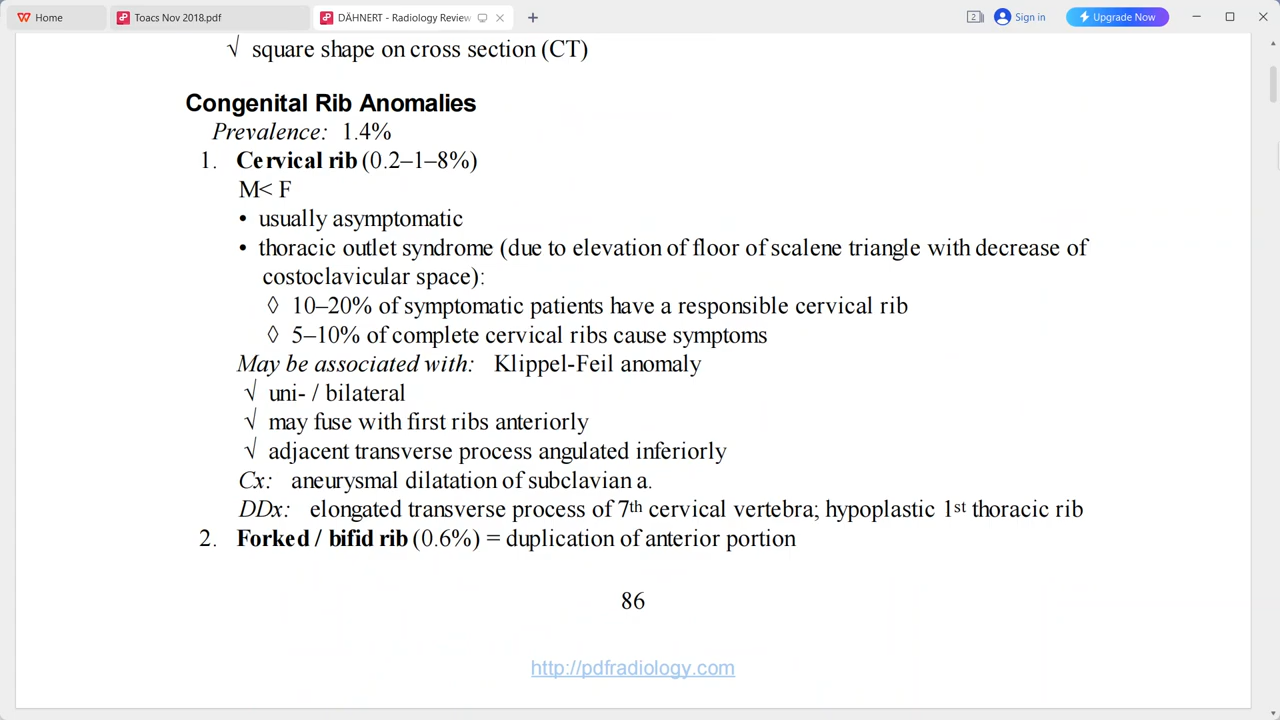 Home
Toacs Nov 2018.pdf
DÄHNERT - Radiology Review
2
Sign in
Upgrade Now
√ square shape on cross section (CT)
Congenital Rib Anomalies
Prevalence: 1.4%
1. Cervical rib (0.2–1–8%)
M< F
• usually asymptomatic
• thoracic outlet syndrome (due to elevation of floor of scalene triangle with decrease of
costoclavicular space):
◊ 10–20% of symptomatic patients have a responsible cervical rib
◊ 5–10% of complete cervical ribs cause symptoms
May be associated with: Klippel-Feil anomaly
√ uni- / bilateral
√ may fuse with first ribs anteriorly
√ adjacent transverse process angulated inferiorly
Cx: aneurysmal dilatation of subclavian a.
DDx: elongated transverse process of 7th cervical vertebra; hypoplastic 1st thoracic rib
2. Forked / bifid rib (0.6%) = duplication of anterior portion
86
http://pdfradiology.com